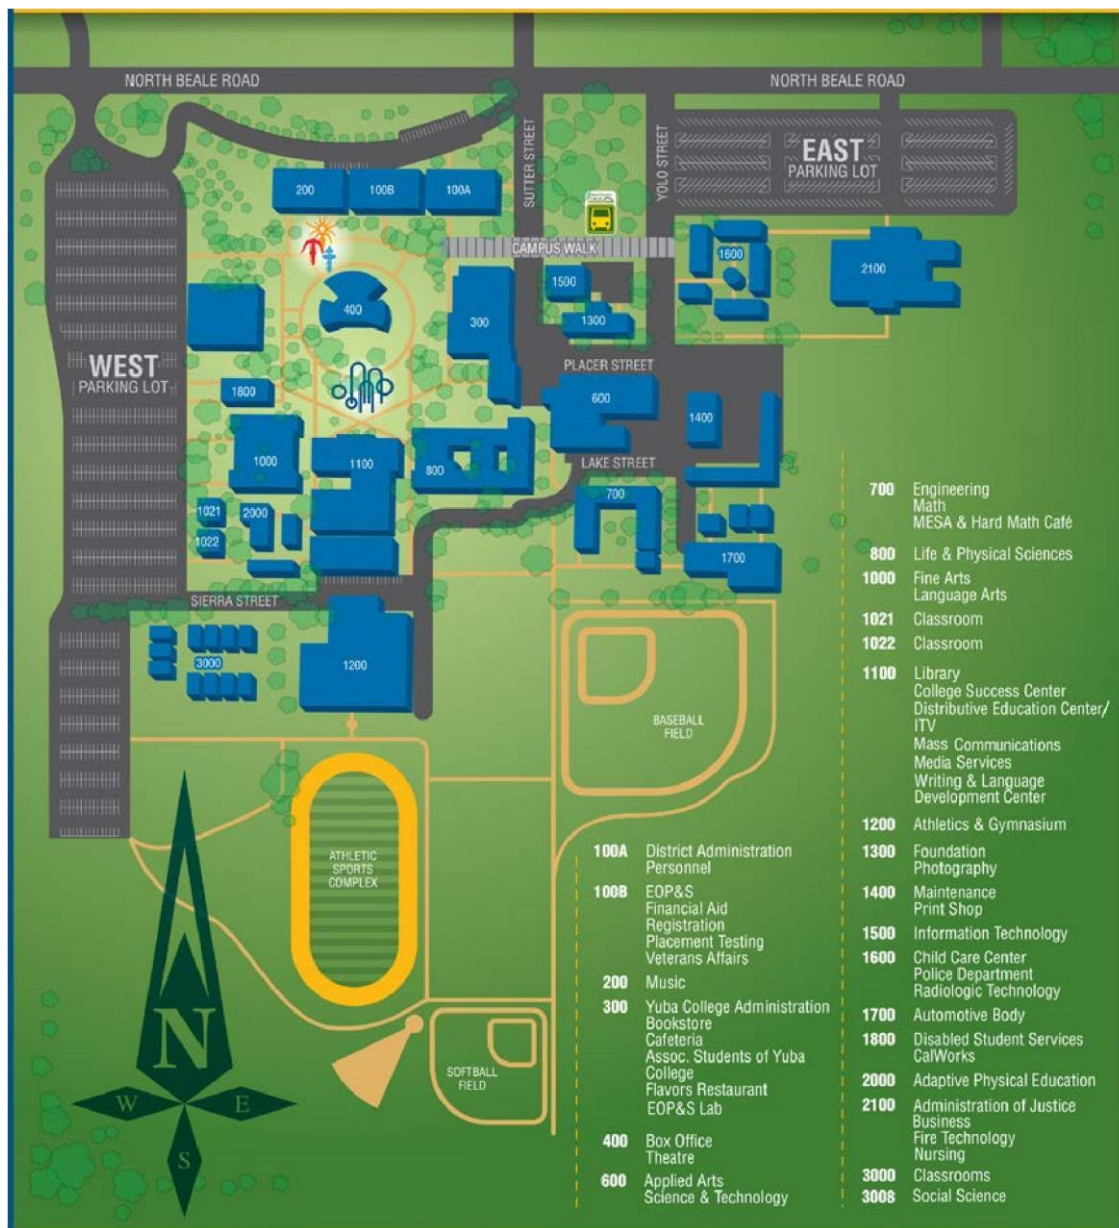 NORTH BEALE ROAD
NORTH BEALE ROAD
SUTTER STREET
YOLO STREET
EAST
PARKING LOT
200
100B
100A
CAMPUS WALK
1600
2100
1500
400
300
1300
WEST
PARKING LOT
PLACER STREET
1800
600
1400
1000
1100
800
LAKE STREET
700
1021
2000
1022
1700
SIERRA STREET
3000
1200
BASEBALL
FIELD
ATHLETIC
SPORTS
COMPLEX
SOFTBALL
FIELD
N
W
E
S
100A District Administration
Personnel
100B EOP&S
Financial Aid
Registration
Placement Testing
Veterans Affairs
200 Music
300 Yuba College Administration
Bookstore
Cafeteria
Assoc. Students of Yuba
College
Flavors Restaurant
EOP&S Lab
400 Box Office
Theatre
600 Applied Arts
Science & Technology
700 Engineering
Math
MESA & Hard Math Café
800 Life & Physical Sciences
1000 Fine Arts
Language Arts
1021 Classroom
1022 Classroom
1100 Library
College Success Center
Distributive Education Center/
ITV
Mass Communications
Media Services
Writing & Language
Development Center
1200 Athletics & Gymnasium
1300 Foundation
Photography
1400 Maintenance
Print Shop
1500 Information Technology
1600 Child Care Center
Police Department
Radiologic Technology
1700 Automotive Body
1800 Disabled Student Services
CalWorks
2000 Adaptive Physical Education
2100 Administration of Justice
Business
Fire Technology
Nursing
3000 Classrooms
3008 Social Science